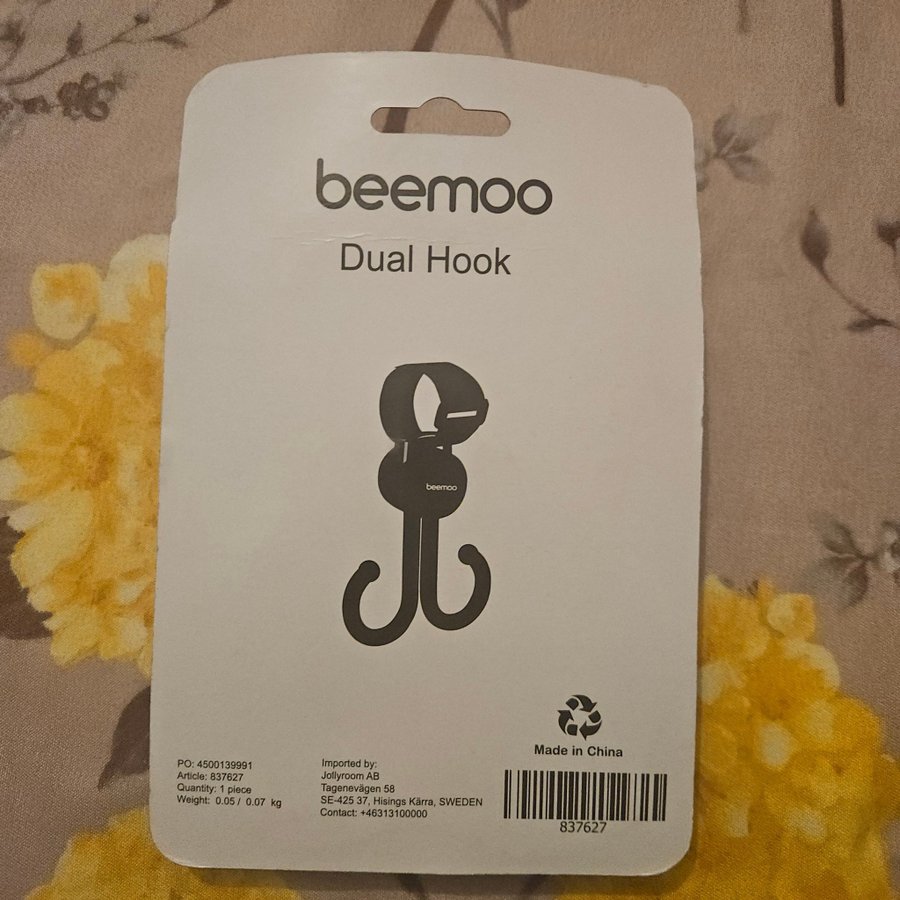 beemoo
Dual Hook
beemoo
Made in China
PO: 4500139991
Article: 837627
Quantity: 1 piece
Weight: 0.05 / 0.07 kg
Imported by:
Jollyroom AB
Tagenevägen 58
SE-425 37, Hisings Kärra, SWEDEN
Contact: +46313100000
837627